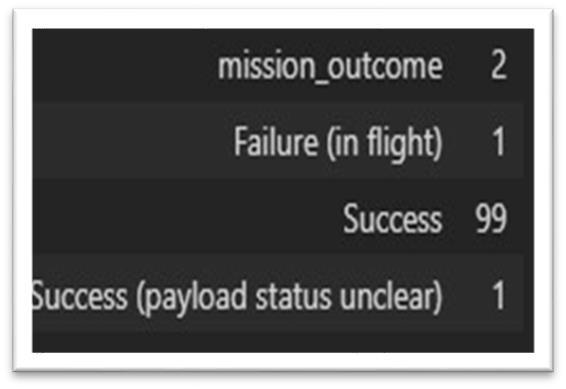 mission_outcome 2
Failure (in flight) 1
Success 99
Success (payload status unclear) 1